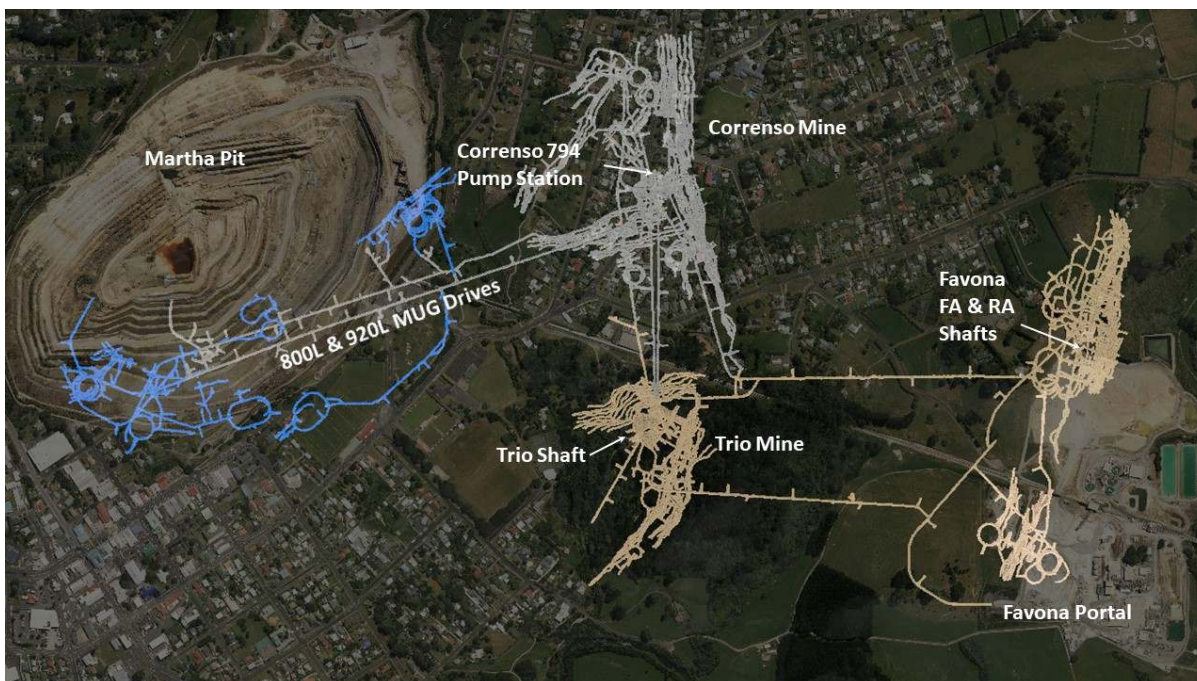 Martha Pit
Correnso Mine
Correnso 794
Pump Station
800L & 920L MUG Drives
Favona
FA & RA
Shafts
Trio Shaft
Trio Mine
Favona Portal